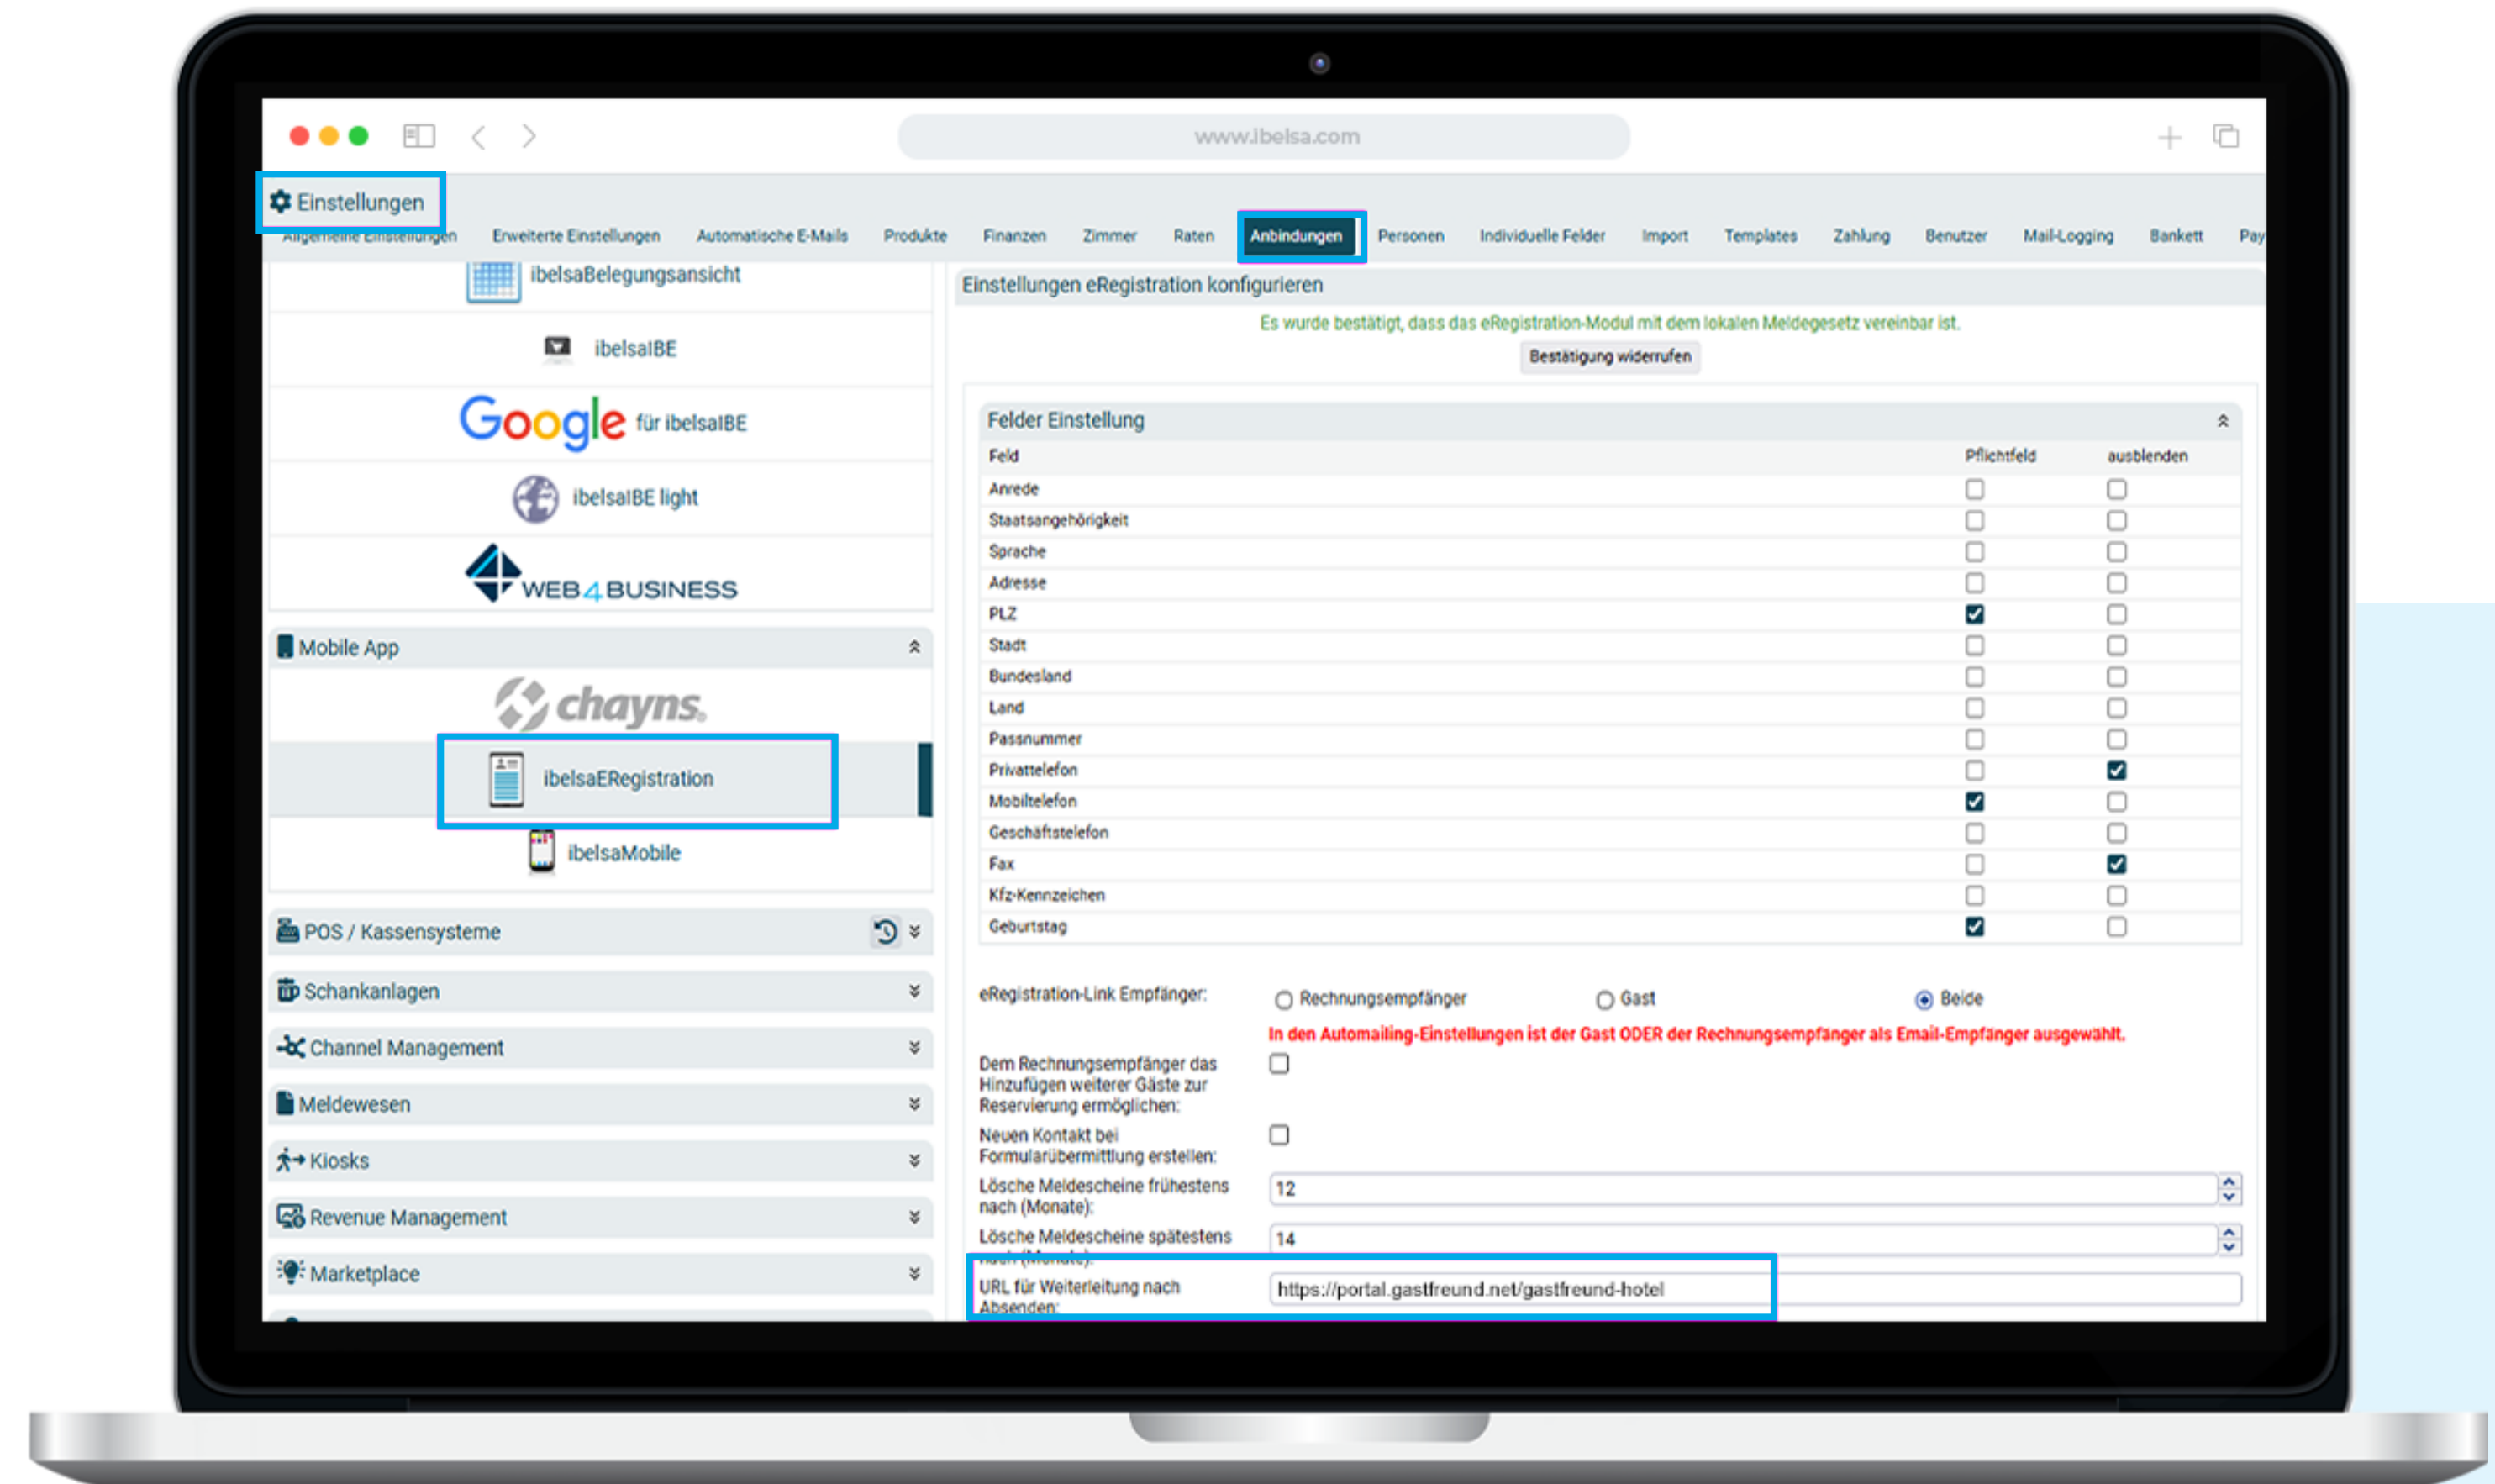 www.ibelsa.com
Einstellungen
Allgemeine Einstellungen Erweiterte Einstellungen Automatische E-Mails Produkte Finanzen Zimmer Raten Anbindungen Personen Individuelle Felder Import Templates Zahlung Benutzer Mail-Logging Bankett Pay
ibelsaBelegungsansicht
ibelsaIBE
Google für ibelsaIBE
ibelsaIBE light
WEB4BUSINESS
Mobile App
chayns®
ibelsaERegistration
ibelsaMobile
POS / Kassensysteme
Schankanlagen
Channel Management
Meldewesen
Kiosks
Revenue Management
Marketplace
Einstellungen eRegistration konfigurieren
Es wurde bestätigt, dass das eRegistration-Modul mit dem lokalen Meldegesetz vereinbar ist.
Bestätigung widerrufen
Felder Einstellung
Feld Pflichtfeld ausblenden
Anrede
Staatsangehörigkeit
Sprache
Adresse
PLZ
Stadt
Bundesland
Land
Passnummer
Privattelefon
Mobiltelefon
Geschäftstelefon
Fax
Kfz-Kennzeichen
Geburtstag
eRegistration-Link Empfänger: Rechnungsempfänger Gast Beide
In den Automailing-Einstellungen ist der Gast ODER der Rechnungsempfänger als Email-Empfänger ausgewählt.
Dem Rechnungsempfänger das
Hinzufügen weiterer Gäste zur
Reservierung ermöglichen:
Neuen Kontakt bei
Formularübermittlung erstellen:
Lösche Meldescheine frühestens
nach (Monate):
12
Lösche Meldescheine spätestens
nach (Monate):
14
URL für Weiterleitung nach
Absenden:
https://portal.gastfreund.net/gastfreund-hotel